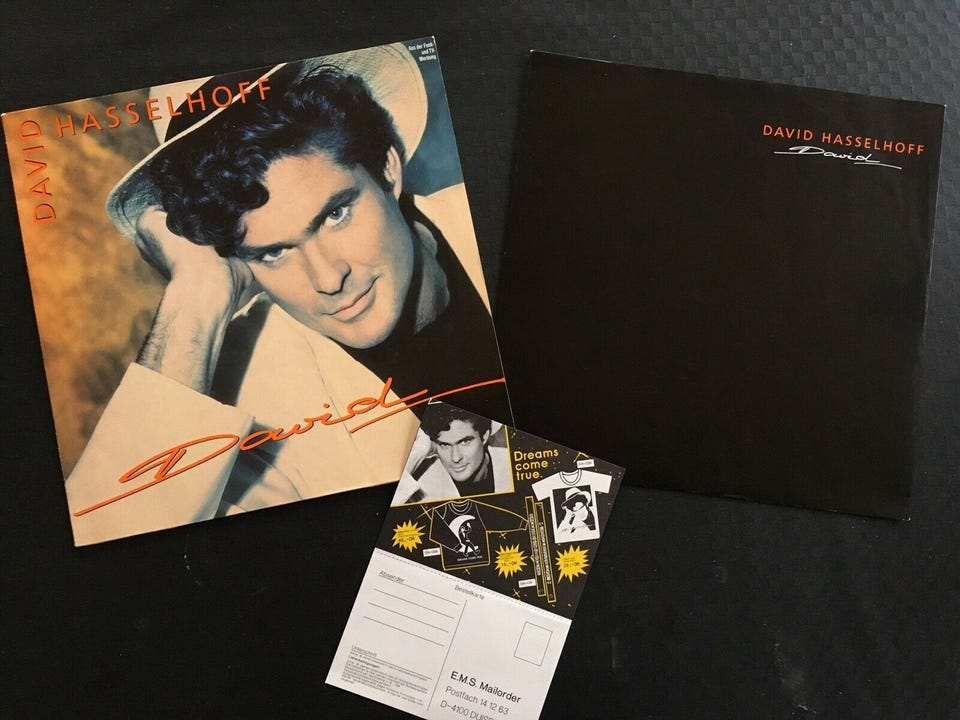 DAVID HASSELHOFF
David
Aus der Funk
und TV
Werbung
DAVID HASSELHOFF
David
Dreams
come
true.
Absender
Bestellkarte
Unterschrift
E.M.S. Mailorder
Postfach 14 12 63
D-4100 DUISB